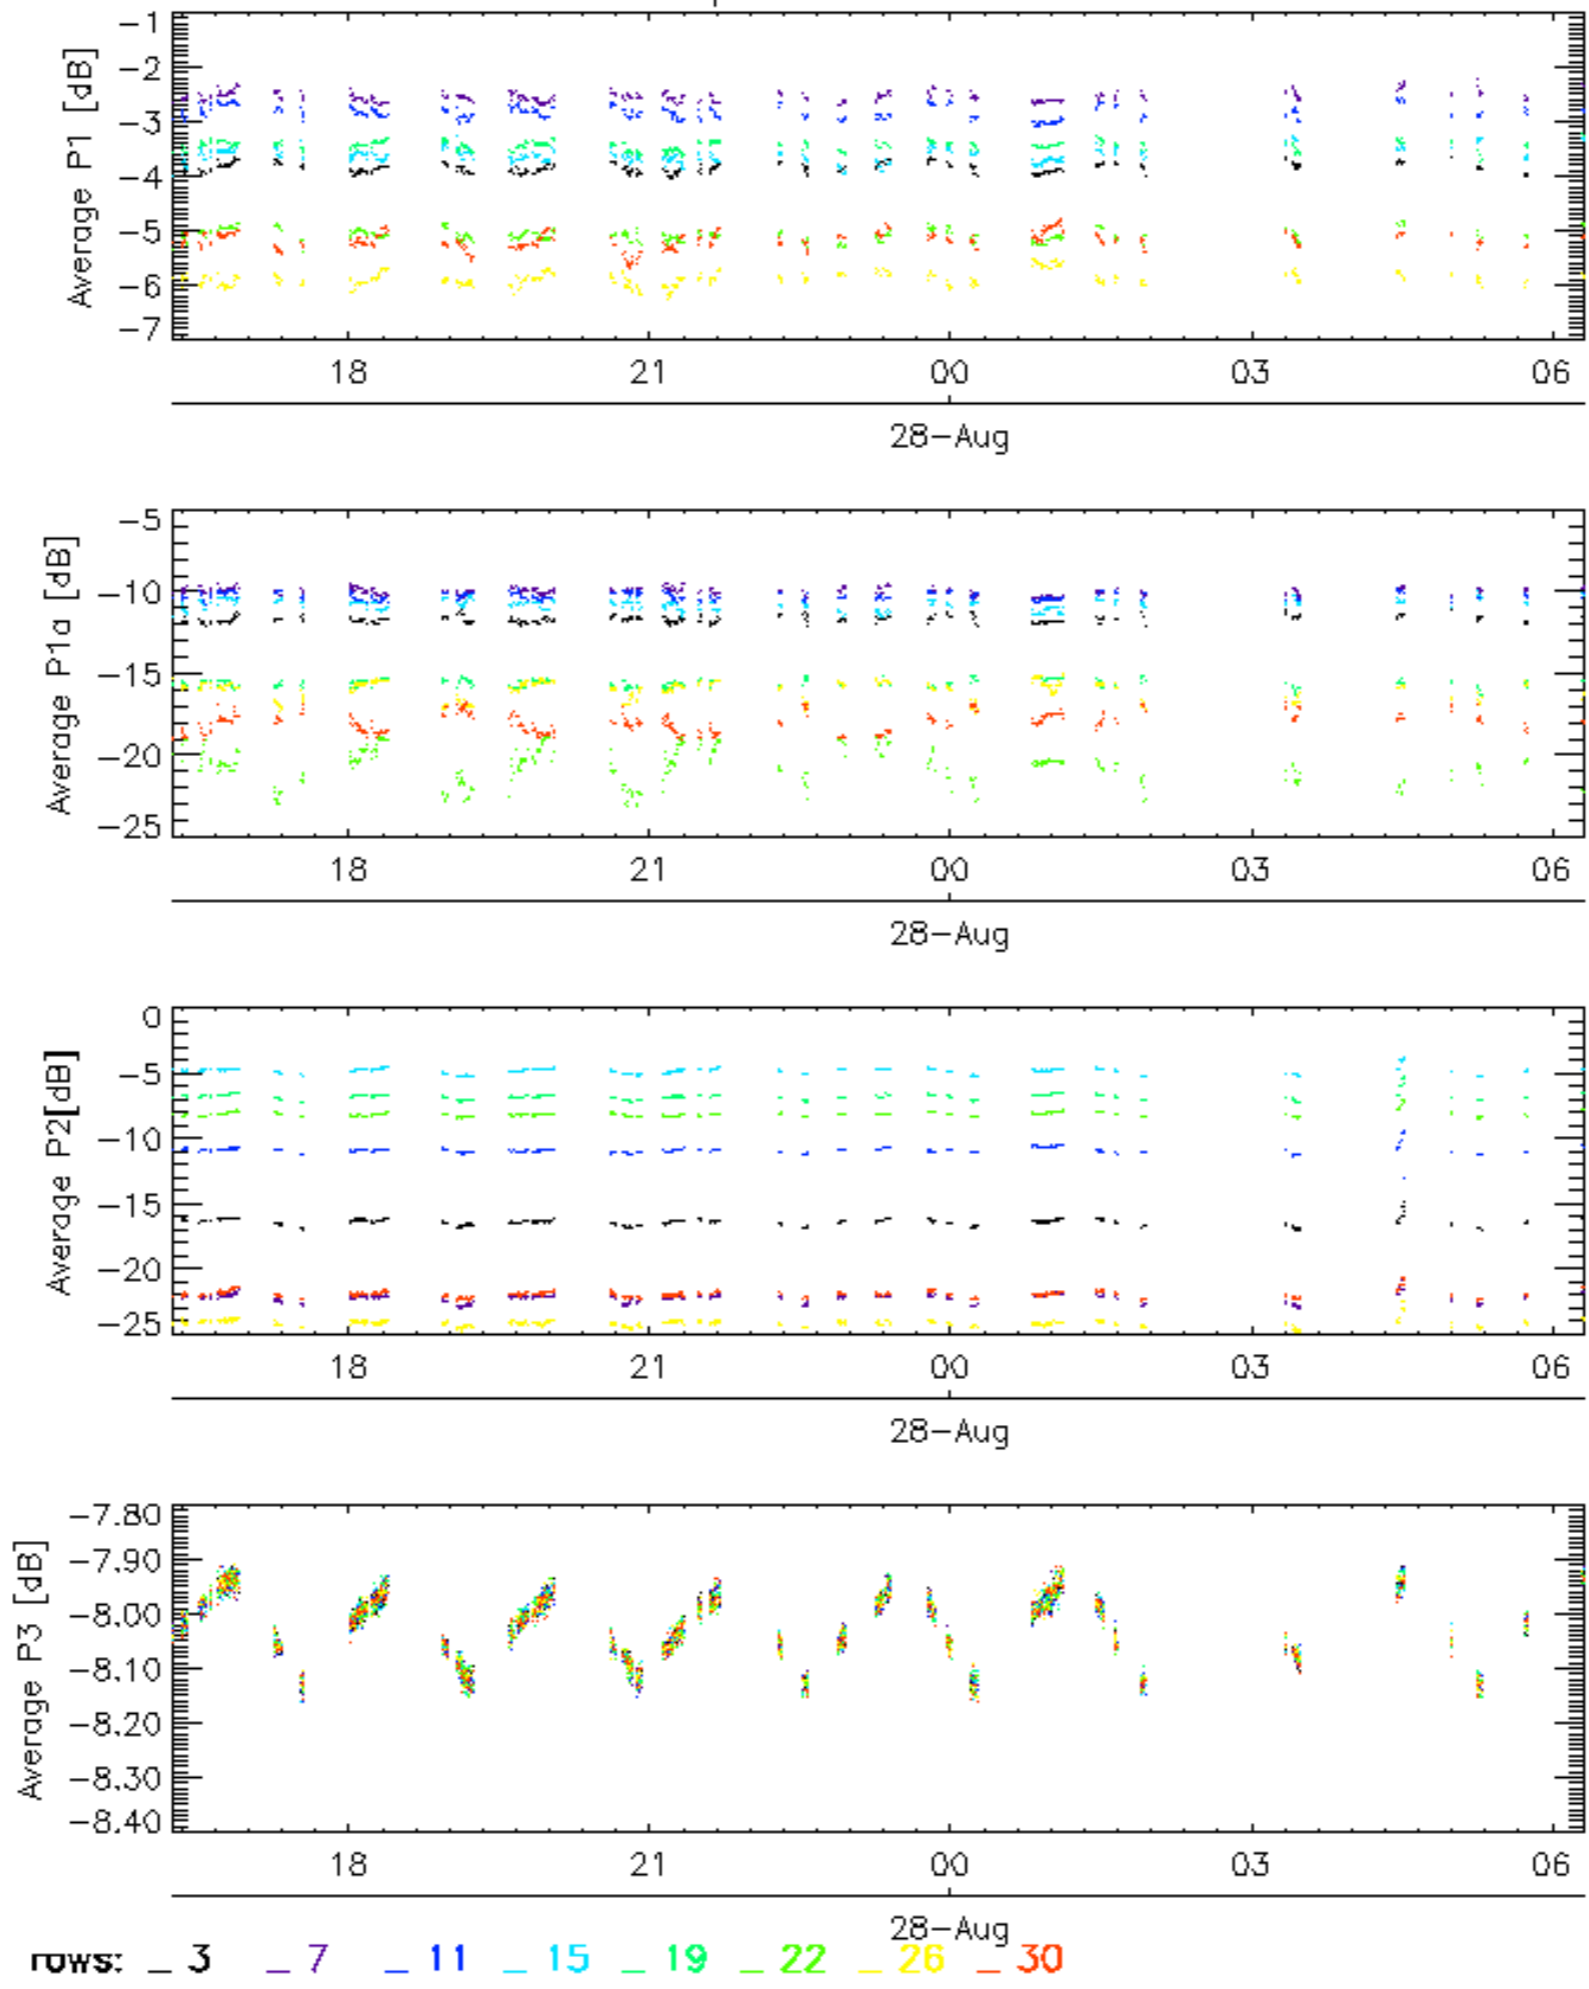 -1
-2
-3
-4
-5
-6
-7
Average P1 [dB]
18 21 00 03 06
28-Aug
-5
-10
-15
-20
-25
Average P1a [dB]
18 21 00 03 06
28-Aug
0
-5
-10
-15
-20
-25
Average P2[dB]
18 21 00 03 06
28-Aug
-7.80
-7.90
-8.00
-8.10
-8.20
-8.30
-8.40
Average P3 [dB]
18 21 00 03 06
28-Aug
rows: _ 3 _ 7 _ 11 _ 15 _ 19 _ 22 _ 26 _ 30